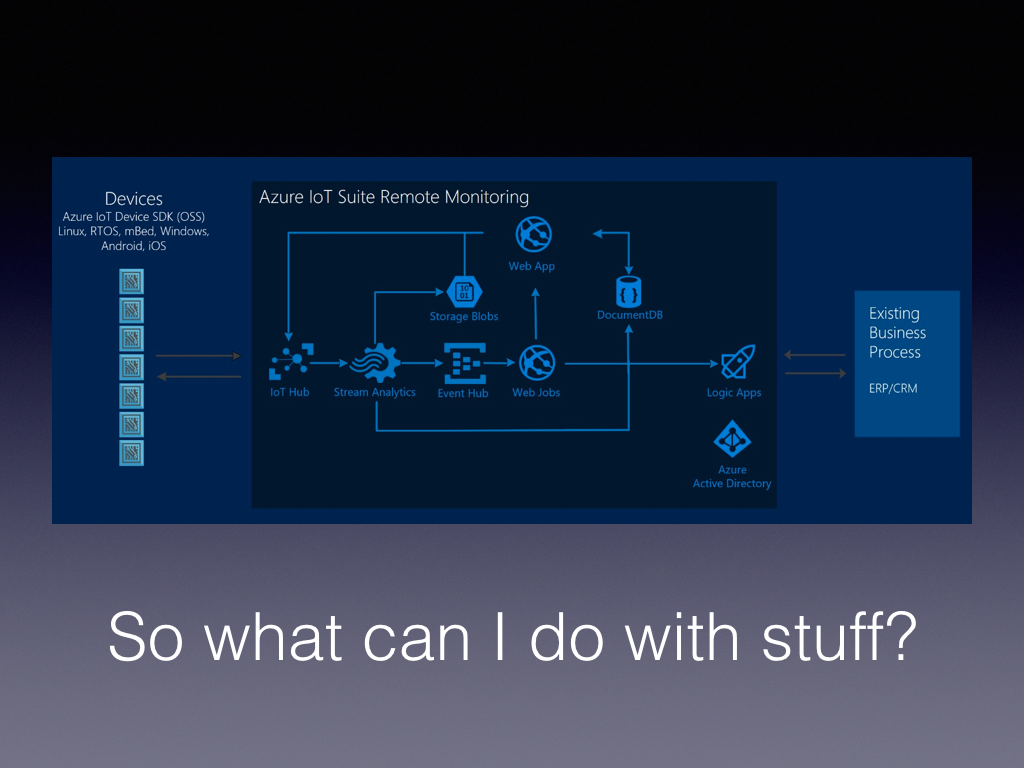 Devices
Azure IoT Device SDK (OSS)
Linux, RTOS, mBed, Windows,
Android, iOS
Azure IoT Suite Remote Monitoring
Web App
10
01
Storage Blobs
DocumentDB
IoT Hub
Stream Analytics
Event Hub
Web Jobs
Logic Apps
Azure
Active Directory
Existing
Business
Process
ERP/CRM
So what can I do with stuff?